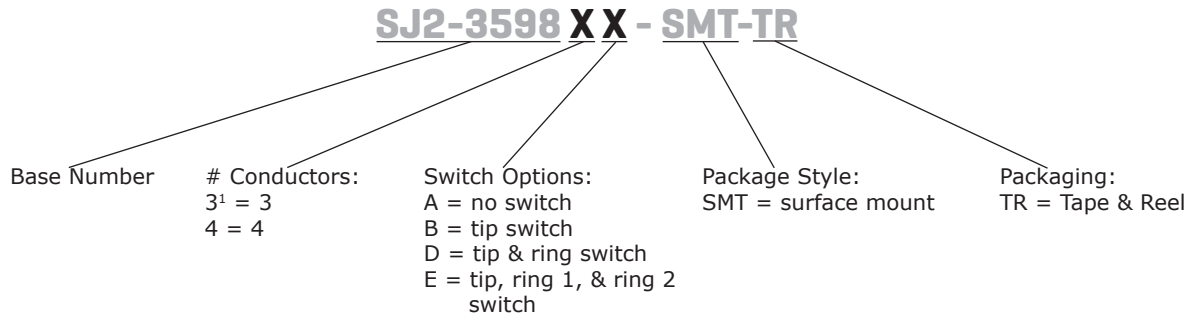 SJ2-3598 X X - SMT-TR
Base Number
# Conductors:
3¹ = 3
4 = 4
Switch Options:
A = no switch
B = tip switch
D = tip & ring switch
E = tip, ring 1, & ring 2
switch
Package Style:
SMT = surface mount
Packaging:
TR = Tape & Reel